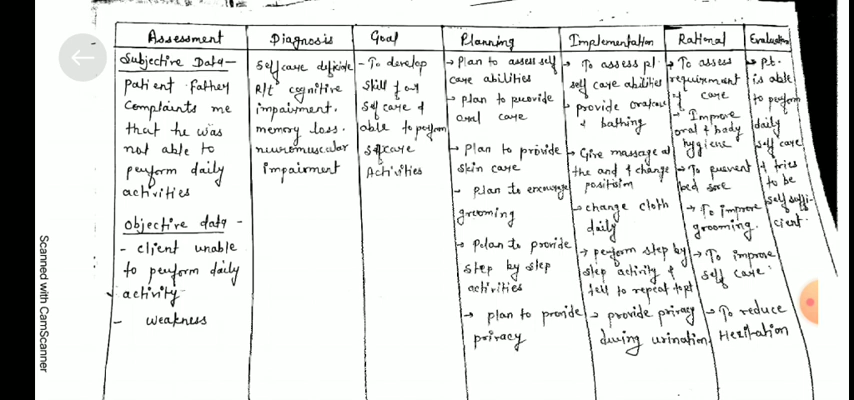 Assessment
Subjective Data-
patient father
Complaints me
that he was
not able to
perform daily
activities
Objective data -
- client unable
to perform daily
activity
- weakness
Diagnosis
Self care deficiete
R/t cognitive
impairment.
memory loss.
neuromuscular
impairment
Goal
- To develop
skill for
self care &
able to perform
selfcare
Activities
Planning
→ Plan to assess self
care abilities
→ plan to provide
oral care
→ Plan to provide
skin care
→ Plan to encourage
grooming
→ Plan to provide
step by step
activities
→ plan to provide
privacy
Implementation
→ To assess pt.
self care abilities
→ provide oral care
& bathing
→ Give massage at
the and & change
position
→ change cloth
daily
→ perform step by
step activity &
tell to repeat to pt
→ provide privacy
during urination.
Rational
→ To assess
requirement
of care
→ Improve
oral & body
hygiene
→ To prevent
bed sore
→ To improve
grooming.
→ To improve
self care.
→ To reduce
Hezitation
Evaluation
→ pt.
is able
to perform
daily
self care
& tries
to be
self suffi-
cient.
Scanned with CamScanner